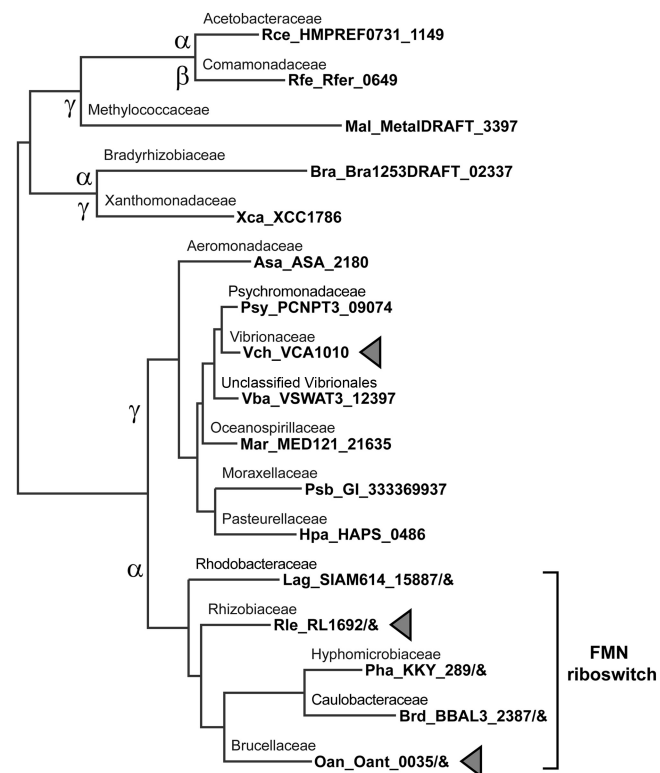 Acetobacteraceae
α
Rce_HMPREF0731_1149
Comamonadaceae
β
Rfe_Rfer_0649
γ
Methylococcaceae
Mal_MetalDRAFT_3397
Bradyrhizobiaceae
α
Bra_Bra1253DRAFT_02337
γ
Xanthomonadaceae
Xca_XCC1786
Aeromonadaceae
Asa_ASA_2180
Psychromonadaceae
Psy_PCNPT3_09074
Vibrionaceae
Vch_VCA1010
Unclassified Vibrionales
Vba_VSWAT3_12397
γ
Oceanospirillaceae
Mar_MED121_21635
Moraxellaceae
Psb_GI_333369937
Pasteurellaceae
Hpa_HAPS_0486
α
Rhodobacteraceae
Lag_SIAM614_15887/&
Rhizobiaceae
Rle_RL1692/&
Hyphomicrobiaceae
Pha_KKY_289/&
Caulobacteraceae
Brd_BBAL3_2387/&
Brucellaceae
Oan_Oant_0035/&
FMN
riboswitch